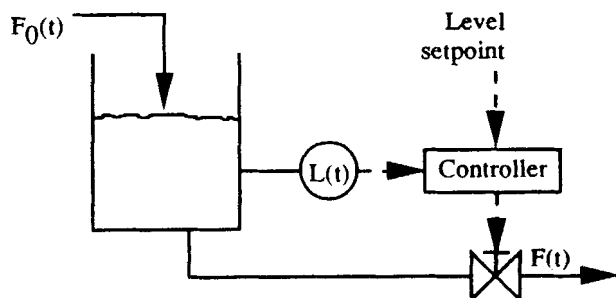 F0(t)
Level
setpoint
L(t)
Controller
F(t)